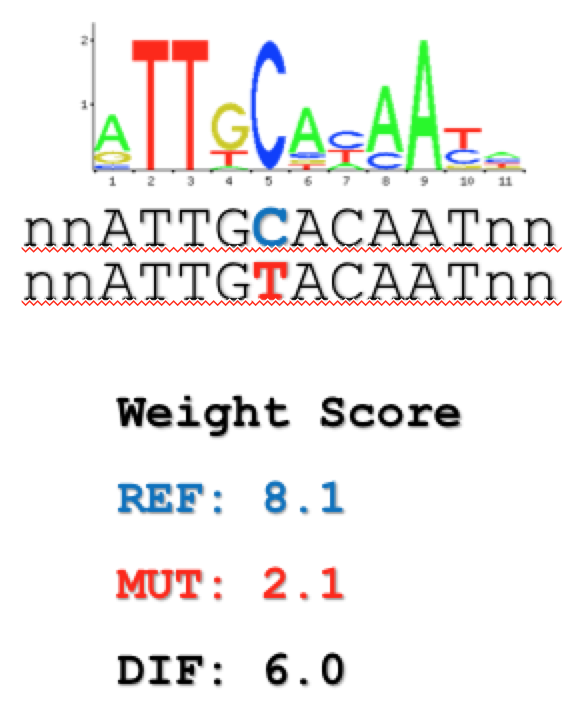 2
1
ATTGCACAATC
1 2 3 4 5 6 7 8 9 10 11
nnATTGCACAATnn
nnATTGTACAATnn
Weight Score
REF: 8.1
MUT: 2.1
DIF: 6.0